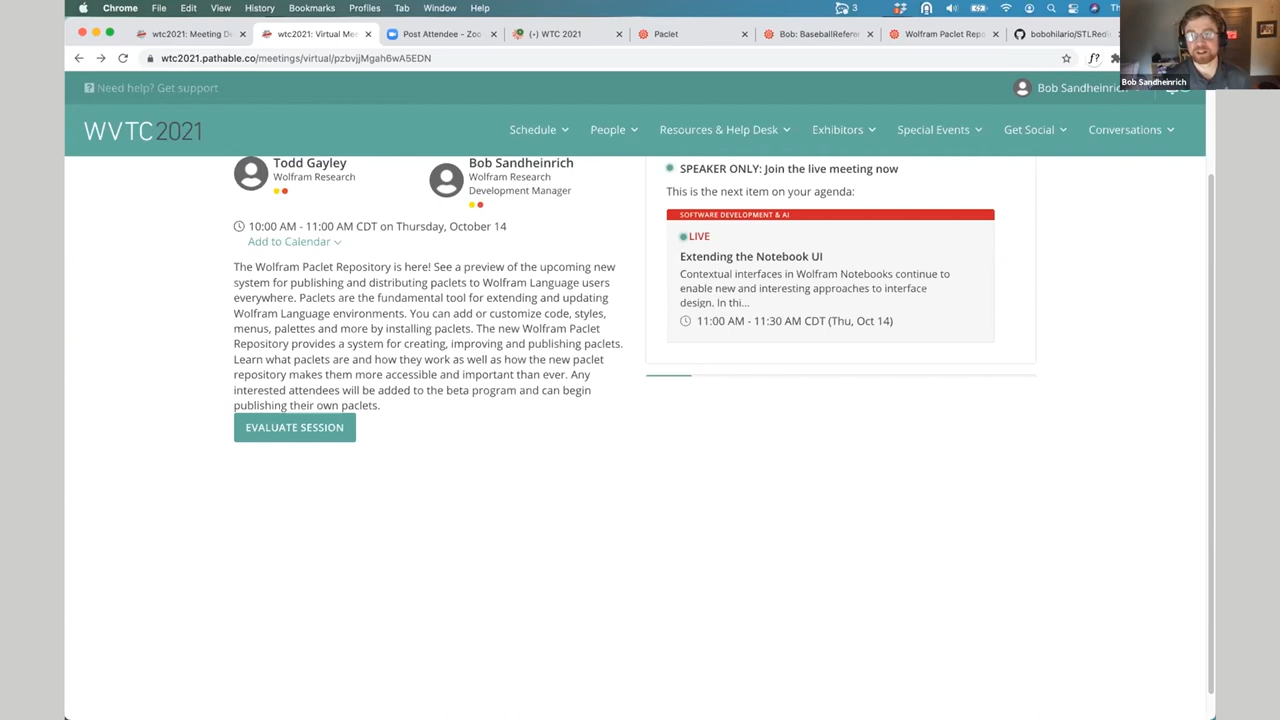 Chrome File Edit View History Bookmarks Profiles Tab Window Help 3
wtc2021: Meeting De
wtc2021: Virtual Mee
Post Attendee - Zoo
(-) WTC 2021
Paclet
Bob: BaseballReferen
Wolfram Paclet Repo
bobohilario/STLRedi
wtc2021.pathable.com/meetings/virtual/pzbvjjMgah6wA5EDN
Bob Sandheinrich
Need help? Get support
Bob Sandheinrich
WVTC 2021
Schedule People Resources & Help Desk Exhibitors Special Events Get Social Conversations
Todd Gayley
Wolfram Research
Bob Sandheinrich
Wolfram Research
Development Manager
10:00 AM - 11:00 AM CDT on Thursday, October 14
Add to Calendar
The Wolfram Paclet Repository is here! See a preview of the upcoming new
system for publishing and distributing paclets to Wolfram Language users
everywhere. Paclets are the fundamental tool for extending and updating
Wolfram Language environments. You can add or customize code, styles,
menus, palettes and more by installing paclets. The new Wolfram Paclet
Repository provides a system for creating, improving and publishing paclets.
Learn what paclets are and how they work as well as how the new paclet
repository makes them more accessible and important than ever. Any
interested attendees will be added to the beta program and can begin
publishing their own paclets.
EVALUATE SESSION
SPEAKER ONLY: Join the live meeting now
This is the next item on your agenda:
SOFTWARE DEVELOPMENT & AI
LIVE
Extending the Notebook UI
Contextual interfaces in Wolfram Notebooks continue to
enable new and interesting approaches to interface
design. In thi...
11:00 AM - 11:30 AM CDT (Thu, Oct 14)